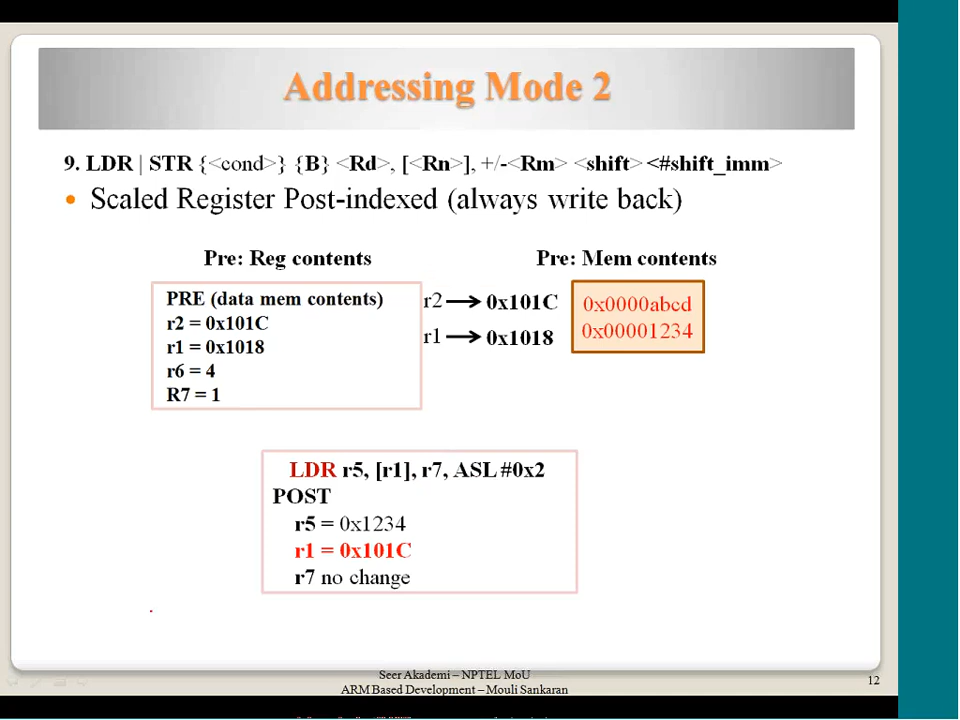 Addressing Mode 2
9. LDR | STR {<cond>} {B} <Rd>, [<Rn>], +/-<Rm> <shift> <#shift_imm>
• Scaled Register Post-indexed (always write back)
Pre: Reg contents
PRE (data mem contents)
r2 = 0x101C
r1 = 0x1018
r6 = 4
R7 = 1
Pre: Mem contents
r2 → 0x101C 0x0000abcd
r1 → 0x1018 0x00001234
LDR r5, [r1], r7, ASL #0x2
POST
r5 = 0x1234
r1 = 0x101C
r7 no change
Seer Akademi – NPTEL MoU
ARM Based Development – Mouli Sankaran
12